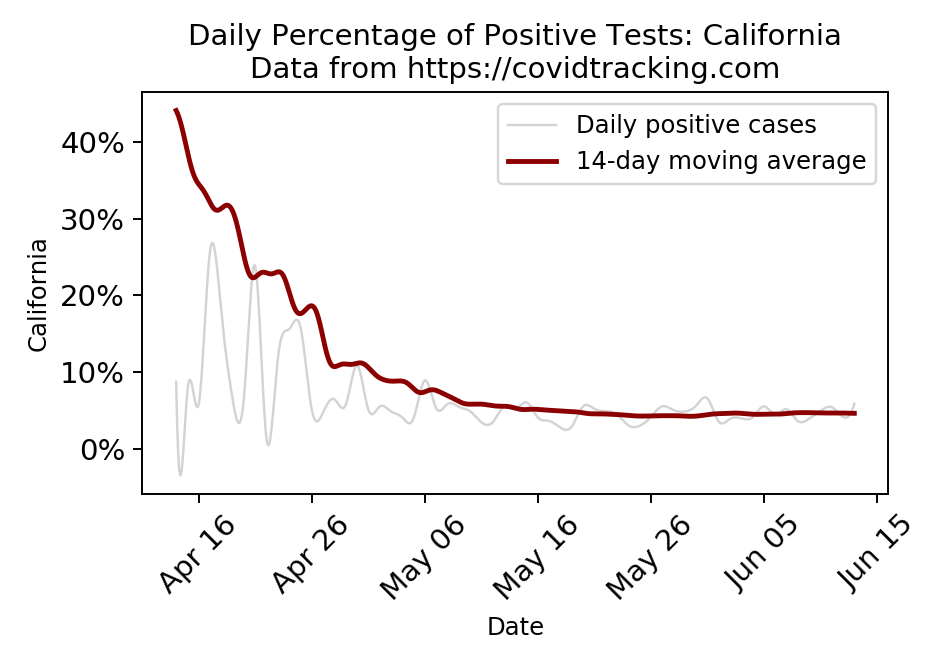 Daily Percentage of Positive Tests: California
Data from https://covidtracking.com
Daily positive cases
14-day moving average
40%
30%
20%
10%
0%
California
Apr 16
Apr 26
May 06
May 16
May 26
Jun 05
Jun 15
Date